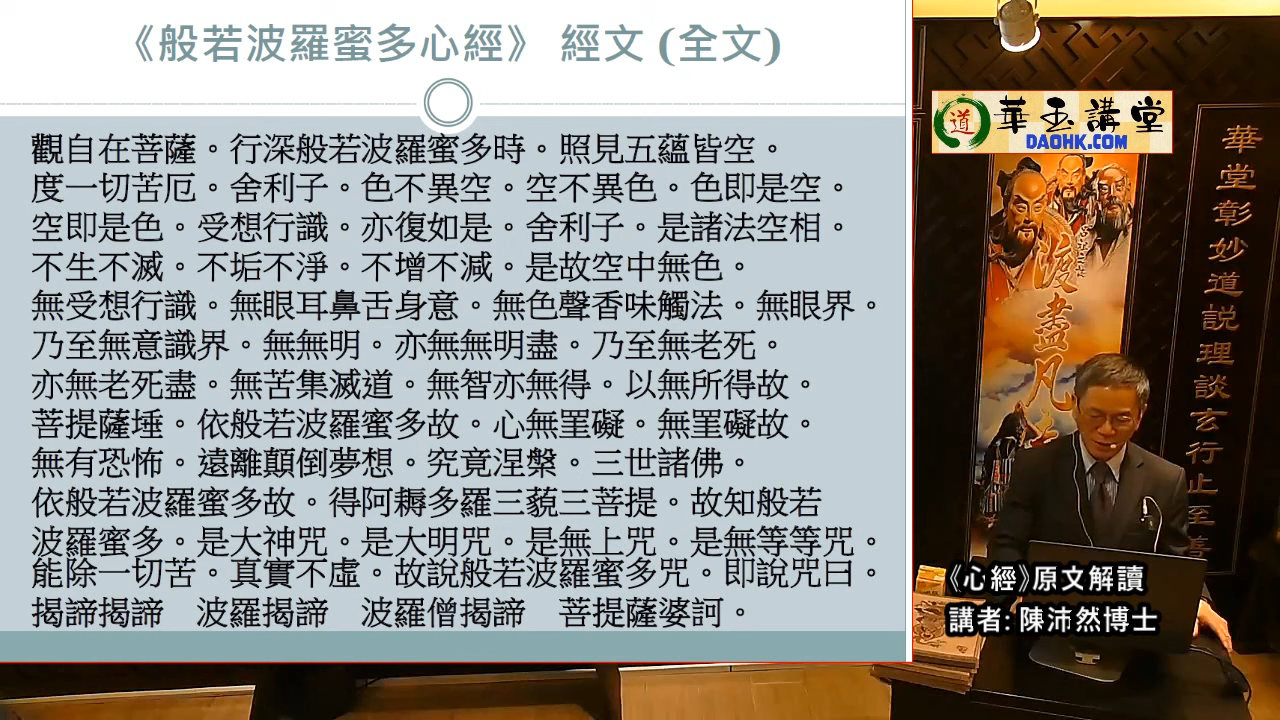 《般若波羅蜜多心經》 經文 (全文)
觀自在菩薩。行深般若波羅蜜多時。照見五蘊皆空。
度一切苦厄。舍利子。色不異空。空不異色。色即是空。
空即是色。受想行識。亦復如是。舍利子。是諸法空相。
不生不滅。不垢不淨。不增不減。是故空中無色。
無受想行識。無眼耳鼻舌身意。無色聲香味觸法。無眼界。
乃至無意識界。無無明。亦無無明盡。乃至無老死。
亦無老死盡。無苦集滅道。無智亦無得。以無所得故。
菩提薩埵。依般若波羅蜜多故。心無罣礙。無罣礙故。
無有恐怖。遠離顛倒夢想。究竟涅槃。三世諸佛。
依般若波羅蜜多故。得阿耨多羅三藐三菩提。故知般若
波羅蜜多。是大神咒。是大明咒。是無上咒。是無等等咒。
能除一切苦。真實不虛。故說般若波羅蜜多咒。即說咒曰。
揭諦揭諦 波羅揭諦 波羅僧揭諦 菩提薩婆訶。
道 華玉講堂
DAOHK.COM
渡盡凡
華堂彰妙道説理談玄行止至善
《心經》原文解讀
講者: 陳沛然博士